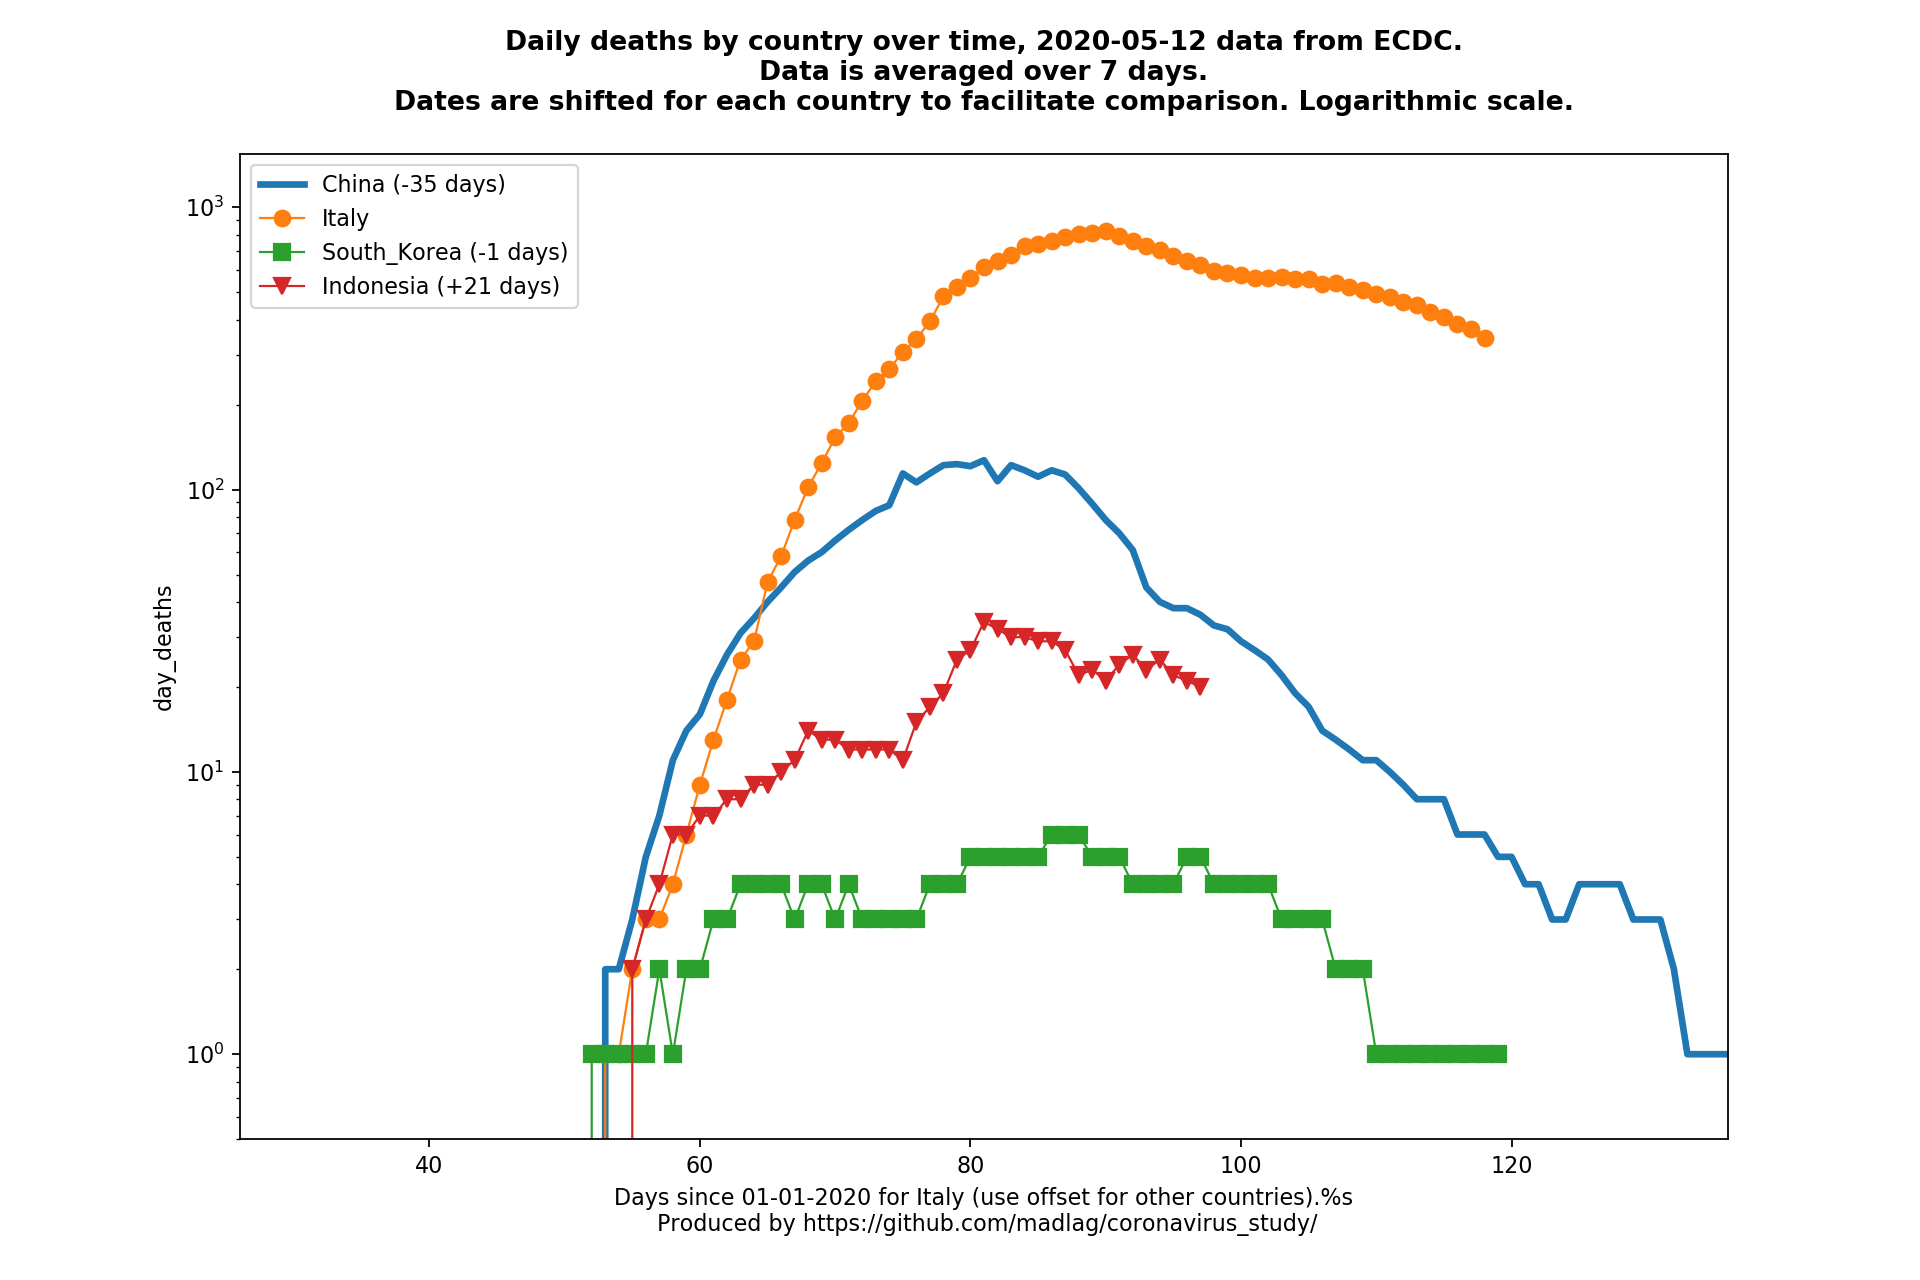 Daily deaths by country over time, 2020-05-12 data from ECDC.
Data is averaged over 7 days.
Dates are shifted for each country to facilitate comparison. Logarithmic scale.
China (-35 days)
Italy
South_Korea (-1 days)
Indonesia (+21 days)
10³
10²
10¹
10⁰
day_deaths
40 60 80 100 120
Days since 01-01-2020 for Italy (use offset for other countries).%s
Produced by https://github.com/madlag/coronavirus_study/